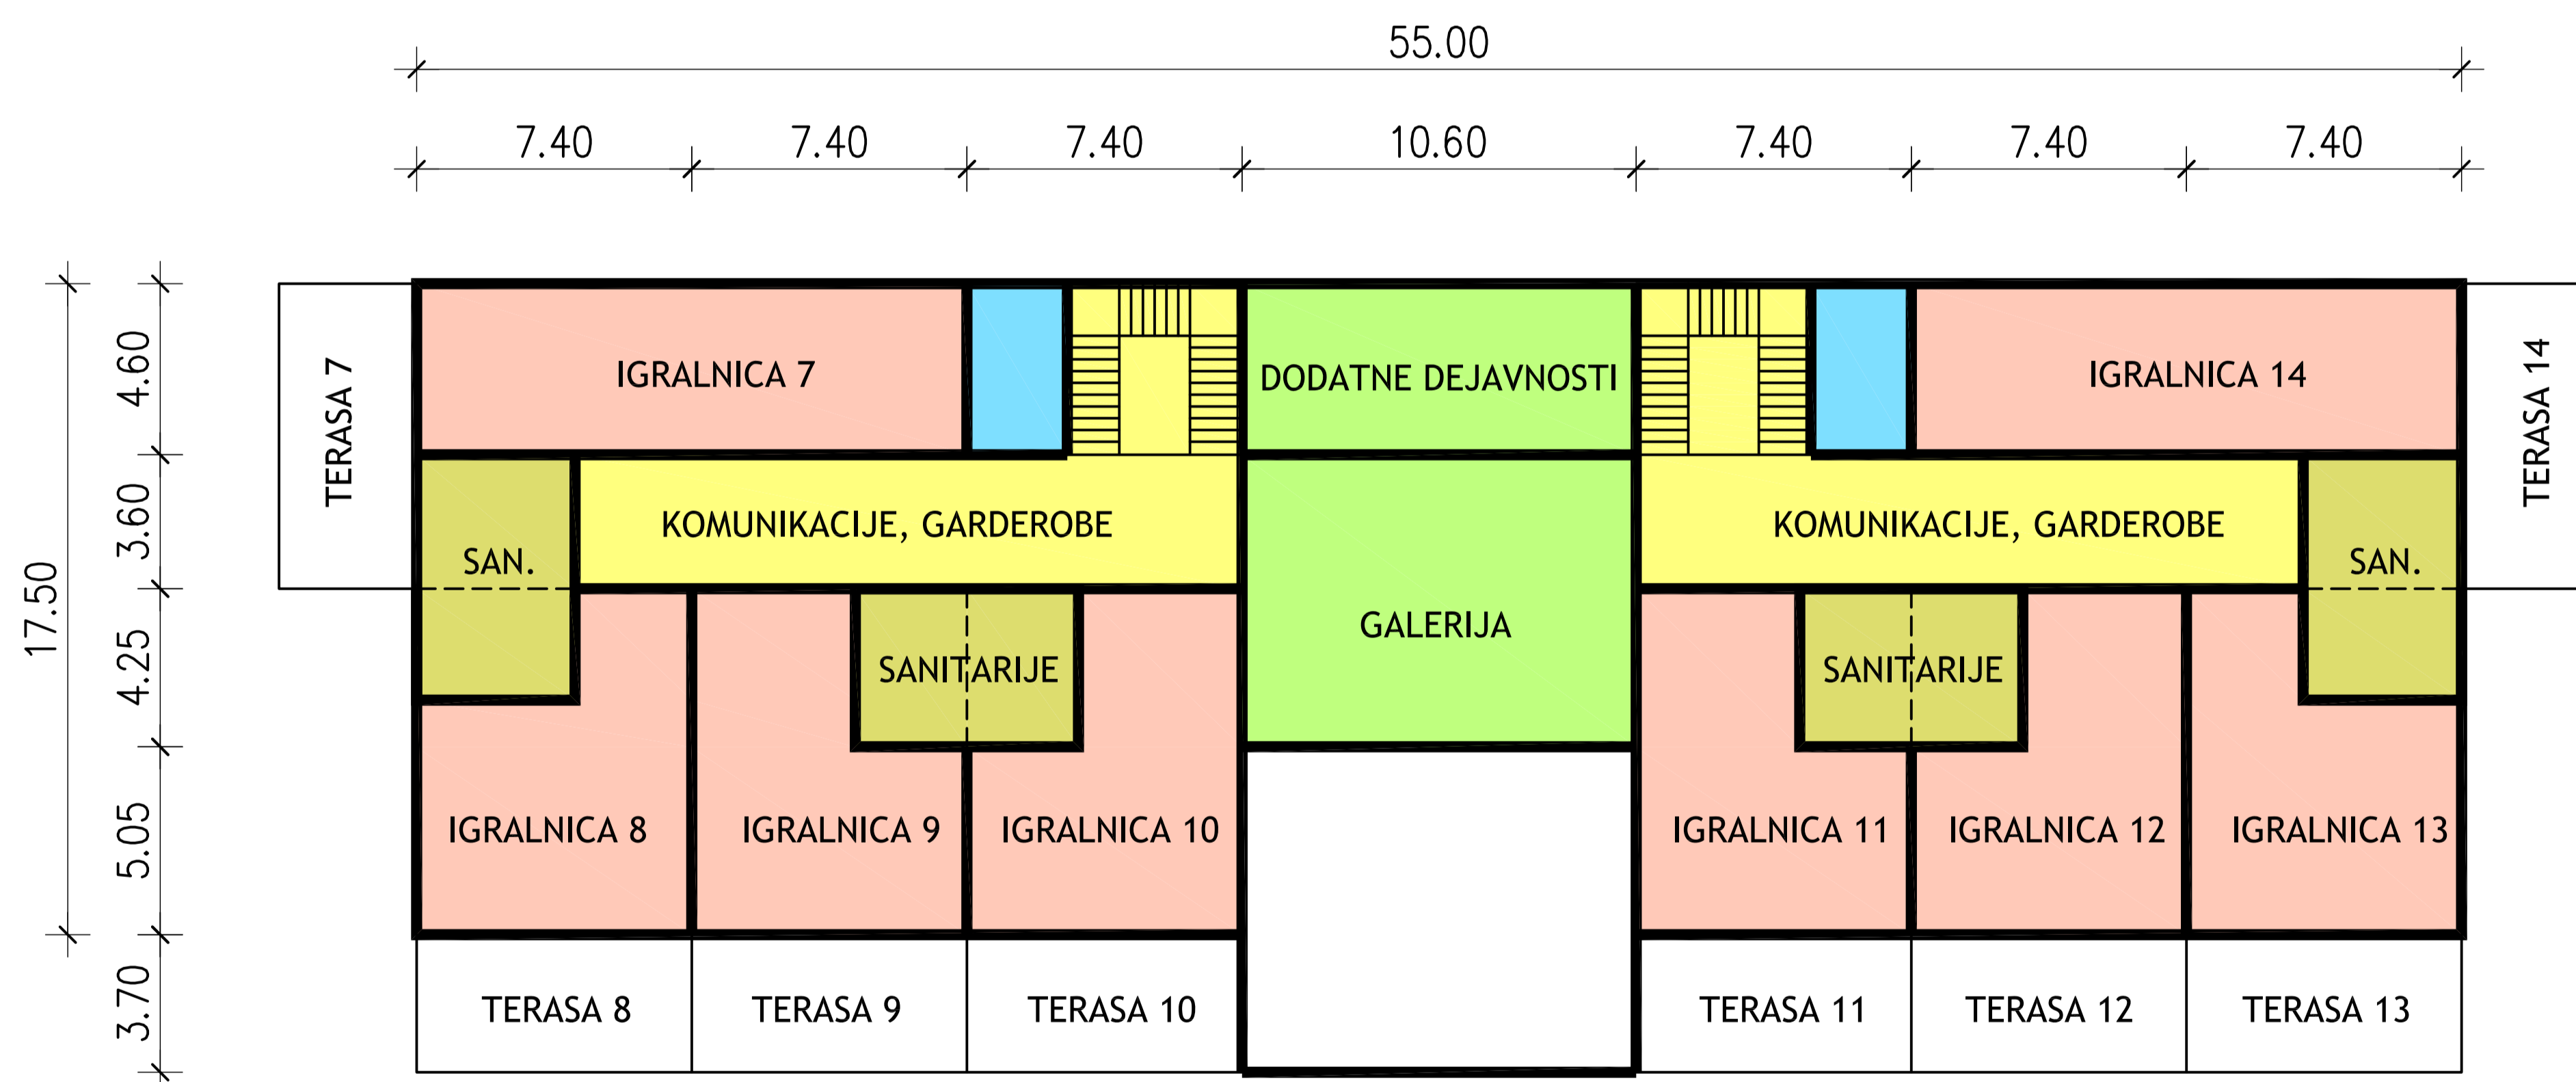 55.00
7.40 7.40 7.40 10.60 7.40 7.40 7.40
17.50
4.60
3.60
4.25
5.05
3.70
TERASA 7
IGRALNICA 7
DODATNE DEJAVNOSTI
IGRALNICA 14
TERASA 14
KOMUNIKACIJE, GARDEROBE
KOMUNIKACIJE, GARDEROBE
SAN.
SAN.
GALERIJA
SANITARIJE
SANITARIJE
IGRALNICA 8
IGRALNICA 9
IGRALNICA 10
IGRALNICA 11
IGRALNICA 12
IGRALNICA 13
TERASA 8
TERASA 9
TERASA 10
TERASA 11
TERASA 12
TERASA 13